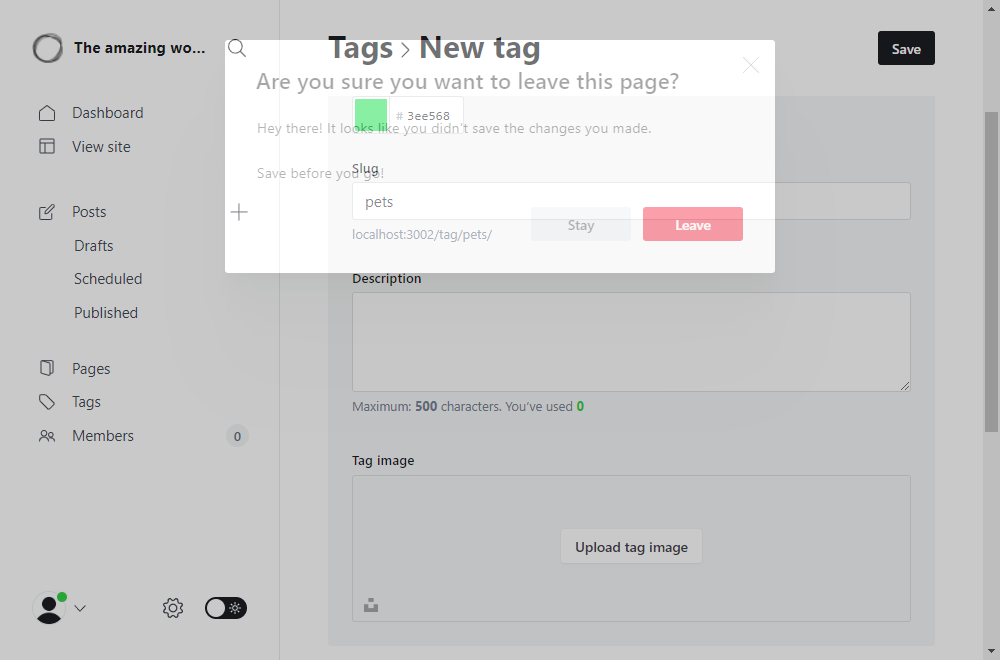 The amazing wo...
Dashboard
View site
Posts
Drafts
Scheduled
Published
Pages
Tags
Members
0
Tags
New tag
Save
Are you sure you want to leave this page?
# 3ee568
Hey there! It looks like you didn't save the changes you made.
Slug
Save before you go!
pets
Stay
Leave
localhost:3002/tag/pets/
Description
Maximum: 500 characters. You've used 0
Tag image
Upload tag image